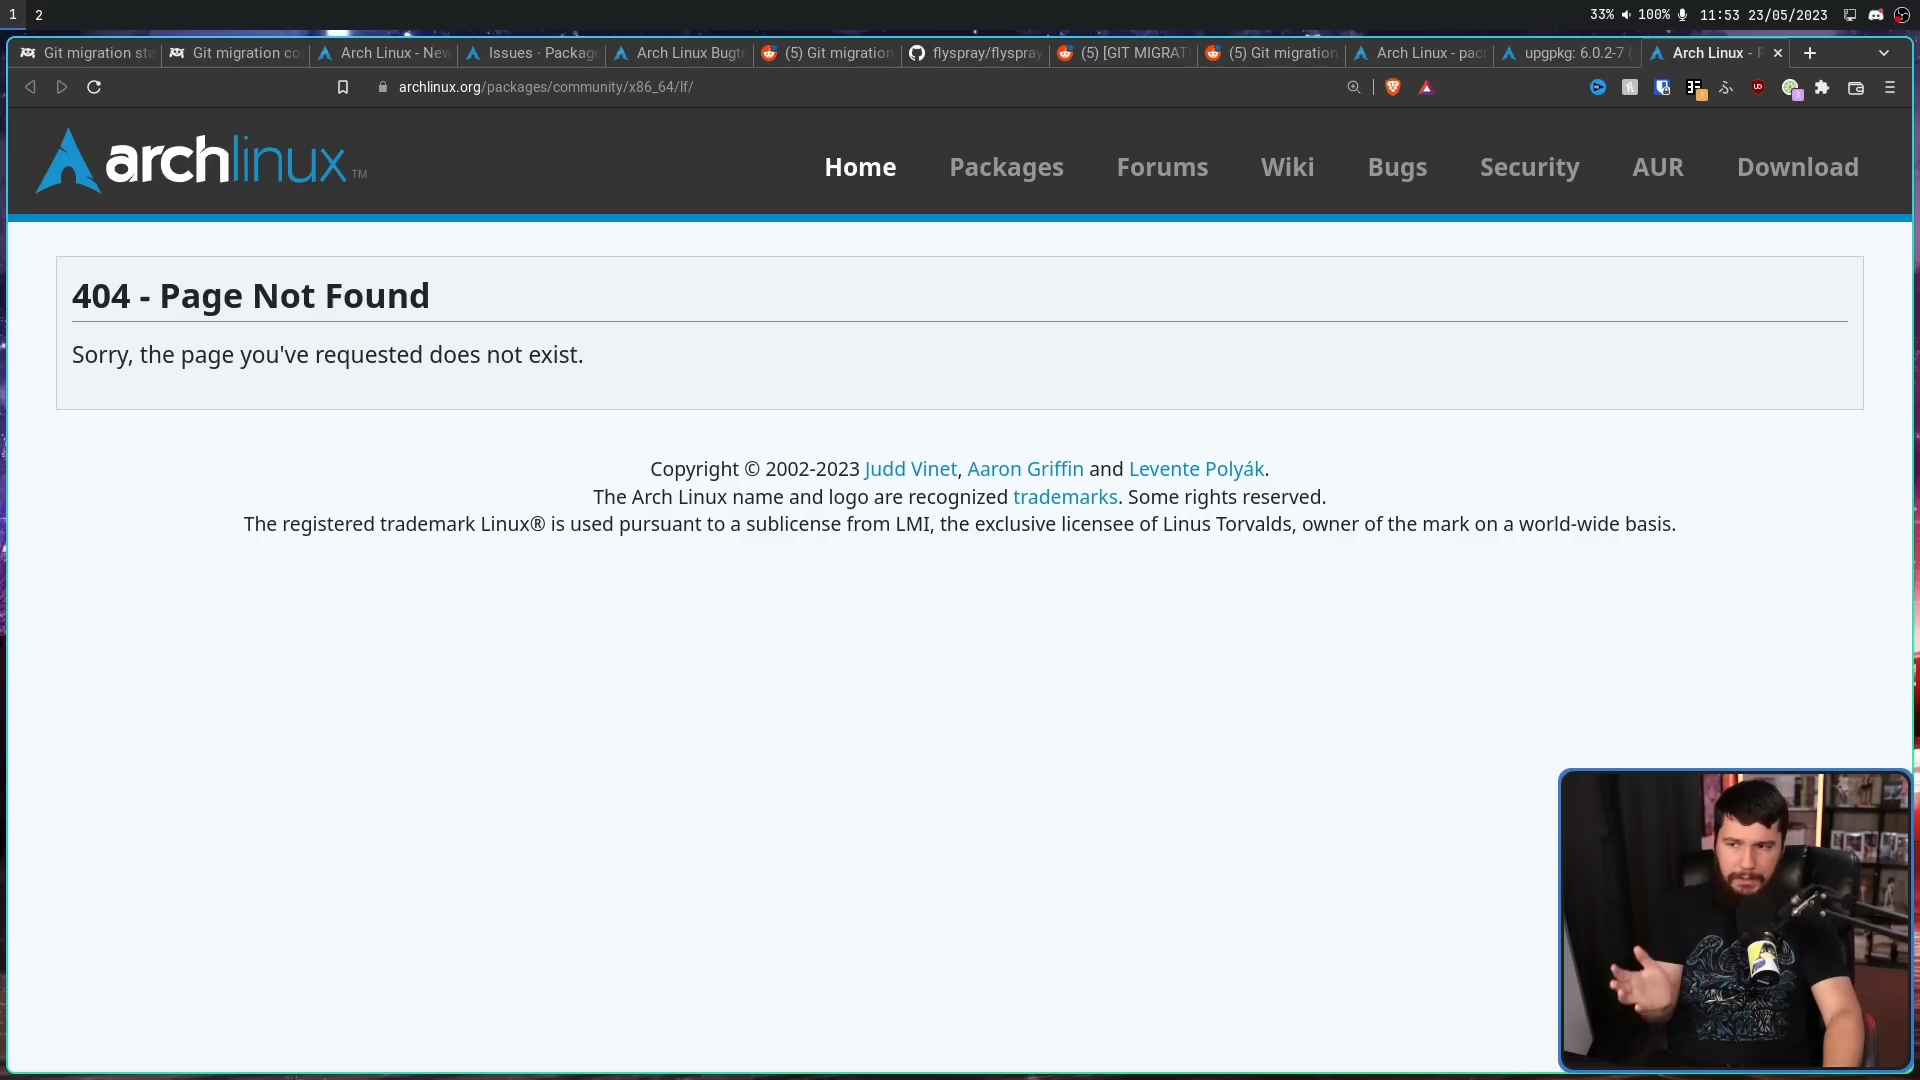 1 2 33% 100% 11:53 23/05/2023
Git migration sta Git migration co Arch Linux - New Issues · Package Arch Linux Bugt (5) Git migration flyspray/flyspray (5) [GIT MIGRAT (5) Git migration Arch Linux - pac upgpkg: 6.0.2-7 ( Arch Linux - P
archlinux.org/packages/community/x86_64/lf/
archlinux TM Home Packages Forums Wiki Bugs Security AUR Download
404 - Page Not Found
Sorry, the page you've requested does not exist.
Copyright © 2002-2023 Judd Vinet, Aaron Griffin and Levente Polyák.
The Arch Linux name and logo are recognized trademarks. Some rights reserved.
The registered trademark Linux® is used pursuant to a sublicense from LMI, the exclusive licensee of Linus Torvalds, owner of the mark on a world-wide basis.